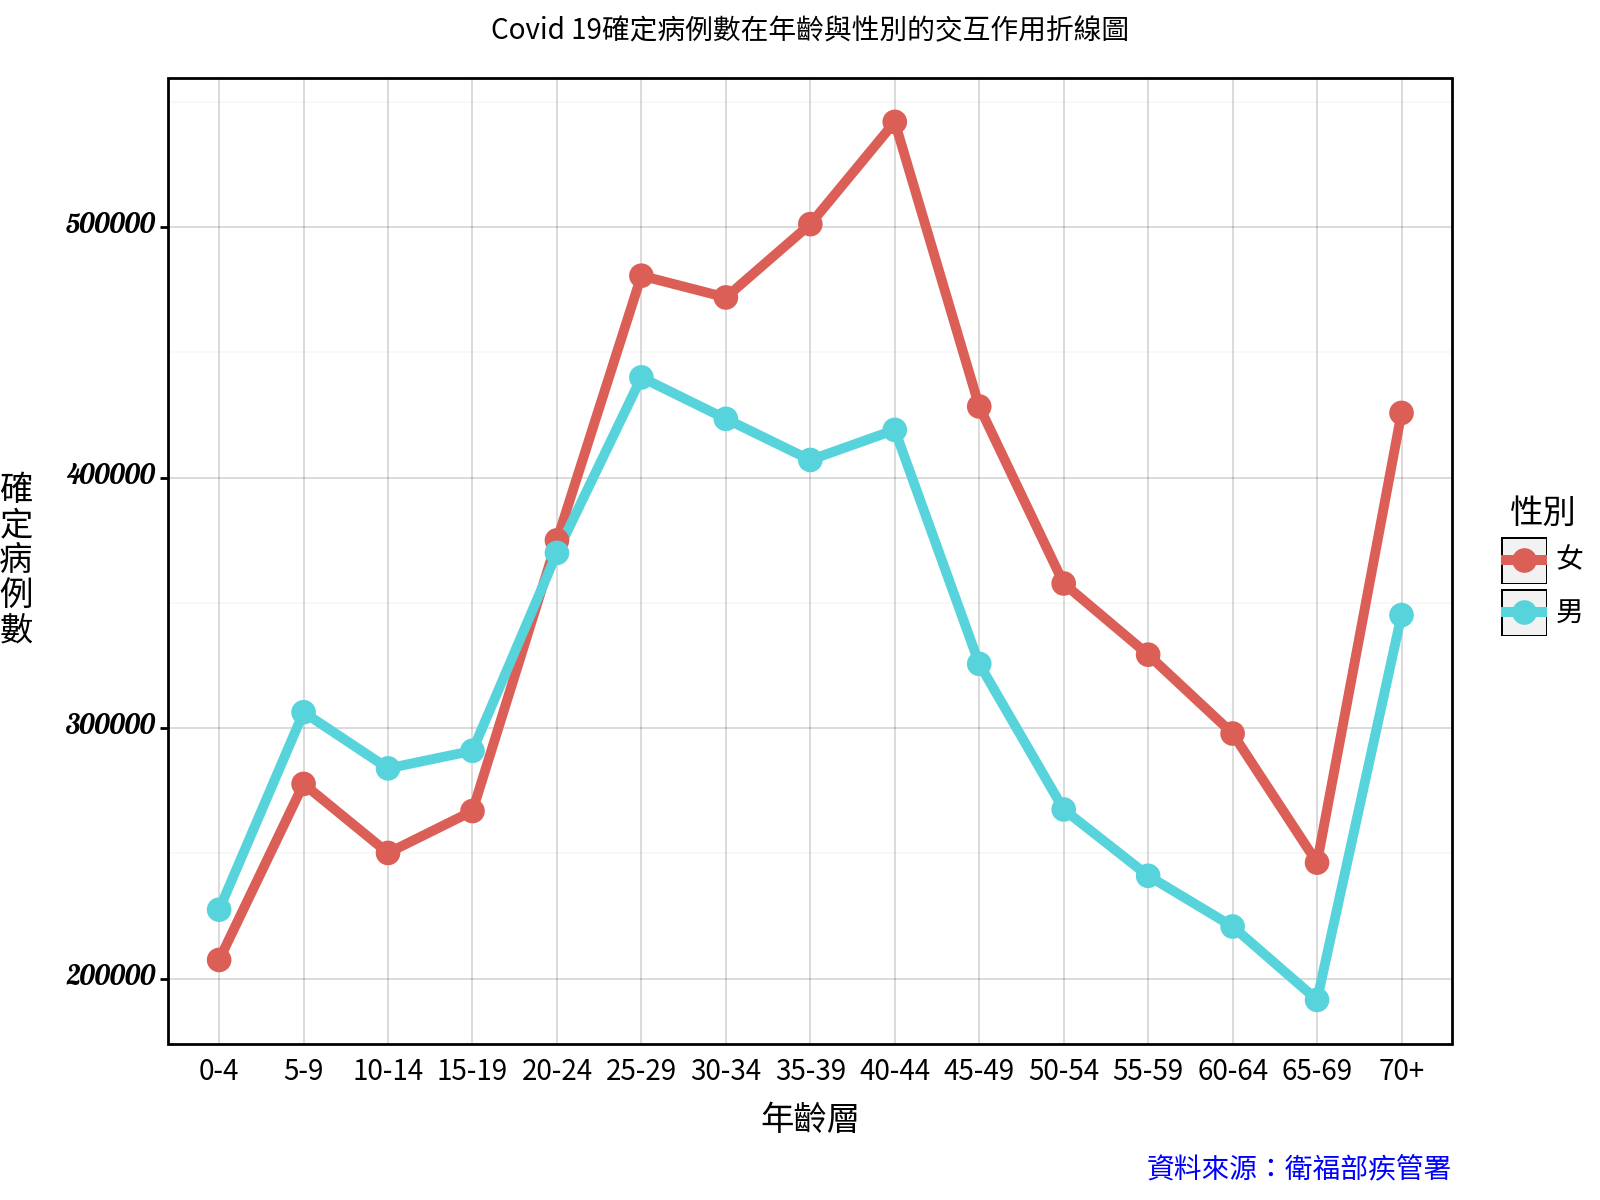 Covid 19確定病例數在年齡與性別的交互作用折線圖
確定病例數
500000
400000
300000
200000
0-4 5-9 10-14 15-19 20-24 25-29 30-34 35-39 40-44 45-49 50-54 55-59 60-64 65-69 70+
年齡層
性別
女
男
資料來源：衛福部疾管署